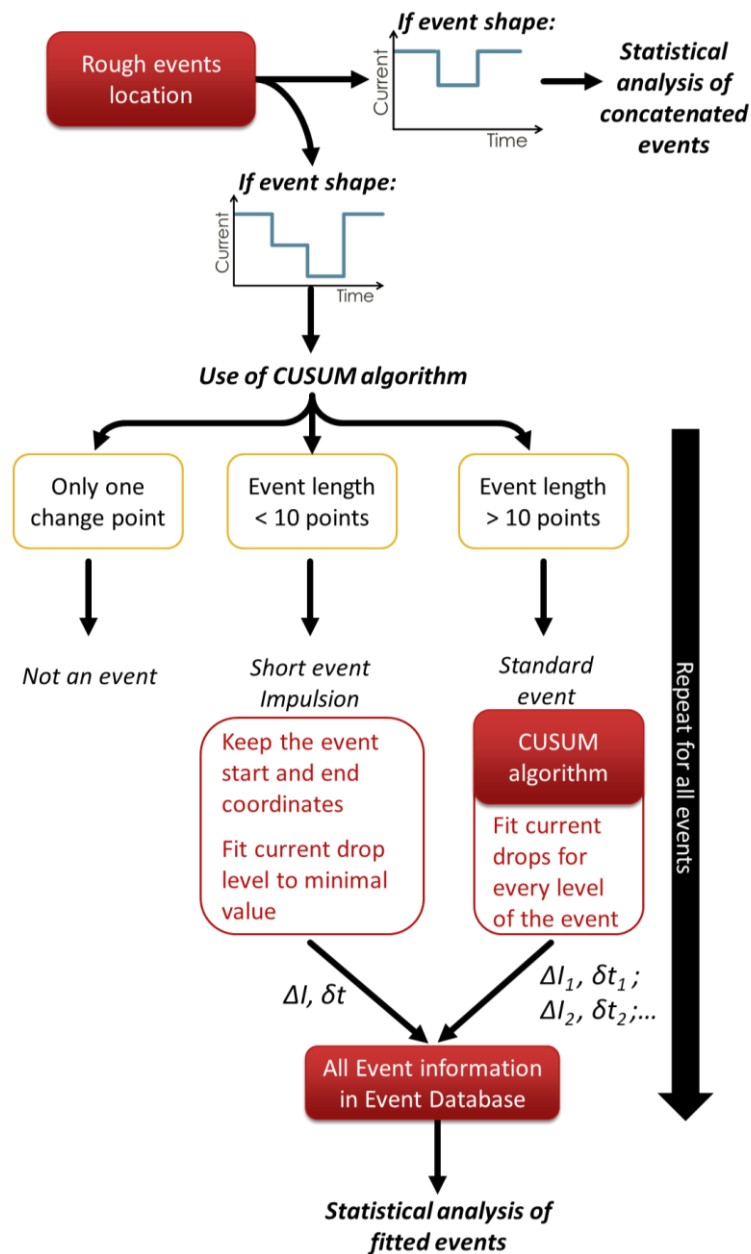 Rough events
location
If event shape:
Current
Time
Statistical
analysis of
concatenated
events
If event shape:
Current
Time
Use of CUSUM algorithm
Only one
change point
Event length
< 10 points
Event length
> 10 points
Not an event
Short event
Impulsion
Standard
event
Keep the event
start and end
coordinates
Fit current drop
level to minimal
value
CUSUM
algorithm
Fit current
drops for
every level
of the event
Repeat for all events
ΔI, δt
ΔI₁, δt₁;
ΔI₂, δt₂;...
All Event information
in Event Database
Statistical analysis of
fitted events